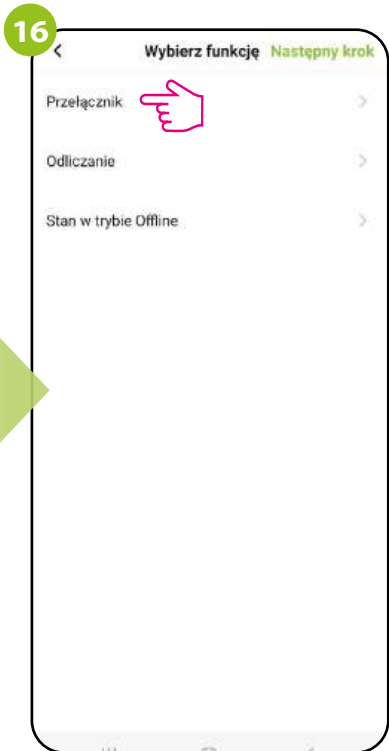 16
Wybierz funkcję Następny krok
Przełącznik
Odliczanie
Stan w trybie Offline